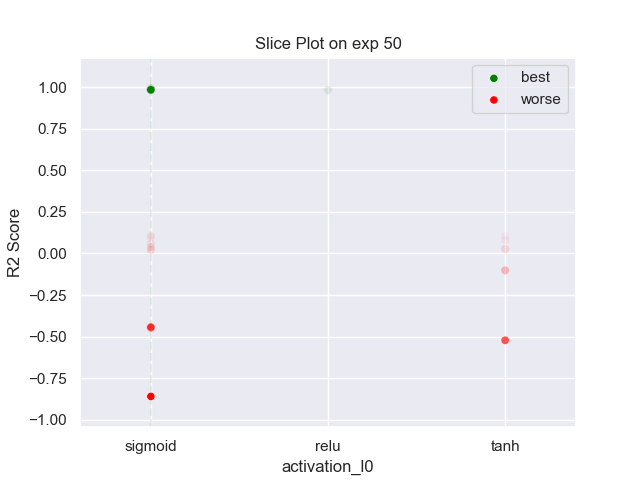 Slice Plot on exp 50
best
worse
1.00
0.75
0.50
0.25
0.00
−0.25
−0.50
−0.75
−1.00
R2 Score
sigmoid
relu
tanh
activation_l0